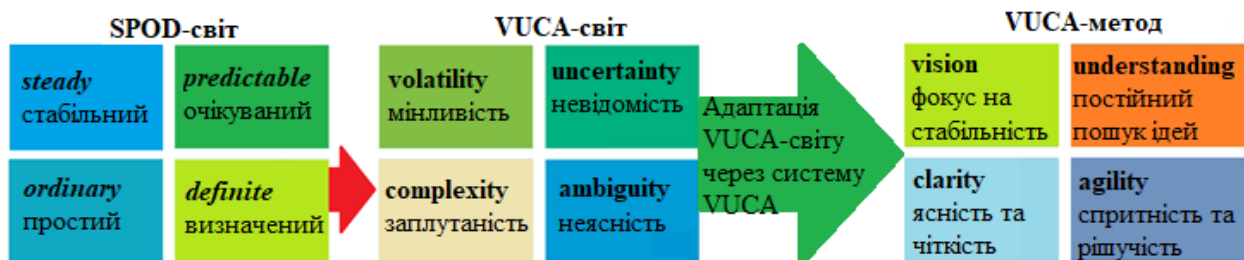 SPOD-світ
steady
стабільний
predictable
очікуваний
ordinary
простий
definite
визначений
VUCA-світ
volatility
мінливість
uncertainty
невідомість
complexity
заплутаність
ambiguity
неясність
Адаптація
VUCA-світу
через систему
VUCA
VUCA-метод
vision
фокус на
стабільність
understanding
постійний
пошук ідей
clarity
ясність та
чіткість
agility
спритність та
рішучість